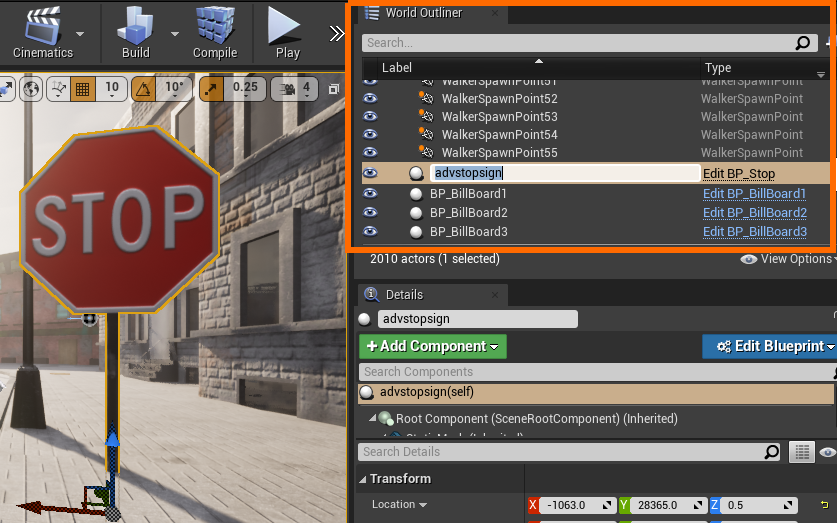 World Outliner
Cinematics
Build
Compile
Play
Search...
Label
Type
WalkerSpawnPoint51
WalkerSpawnPoint
10
10°
0.25
4
WalkerSpawnPoint52
WalkerSpawnPoint
WalkerSpawnPoint53
WalkerSpawnPoint
WalkerSpawnPoint54
WalkerSpawnPoint
WalkerSpawnPoint55
WalkerSpawnPoint
advstopsign
Edit BP_Stop
BP_BillBoard1
Edit BP_BillBoard1
BP_BillBoard2
Edit BP_BillBoard2
BP_BillBoard3
Edit BP_BillBoard3
STOP
2010 actors (1 selected)
View Options
Details
advstopsign
Add Component
Edit Blueprint
Search Components
advstopsign(self)
Root Component (SceneRootComponent) (Inherited)
Search Details
Transform
Location
X -1063.0 Y 28365.0 Z 0.5